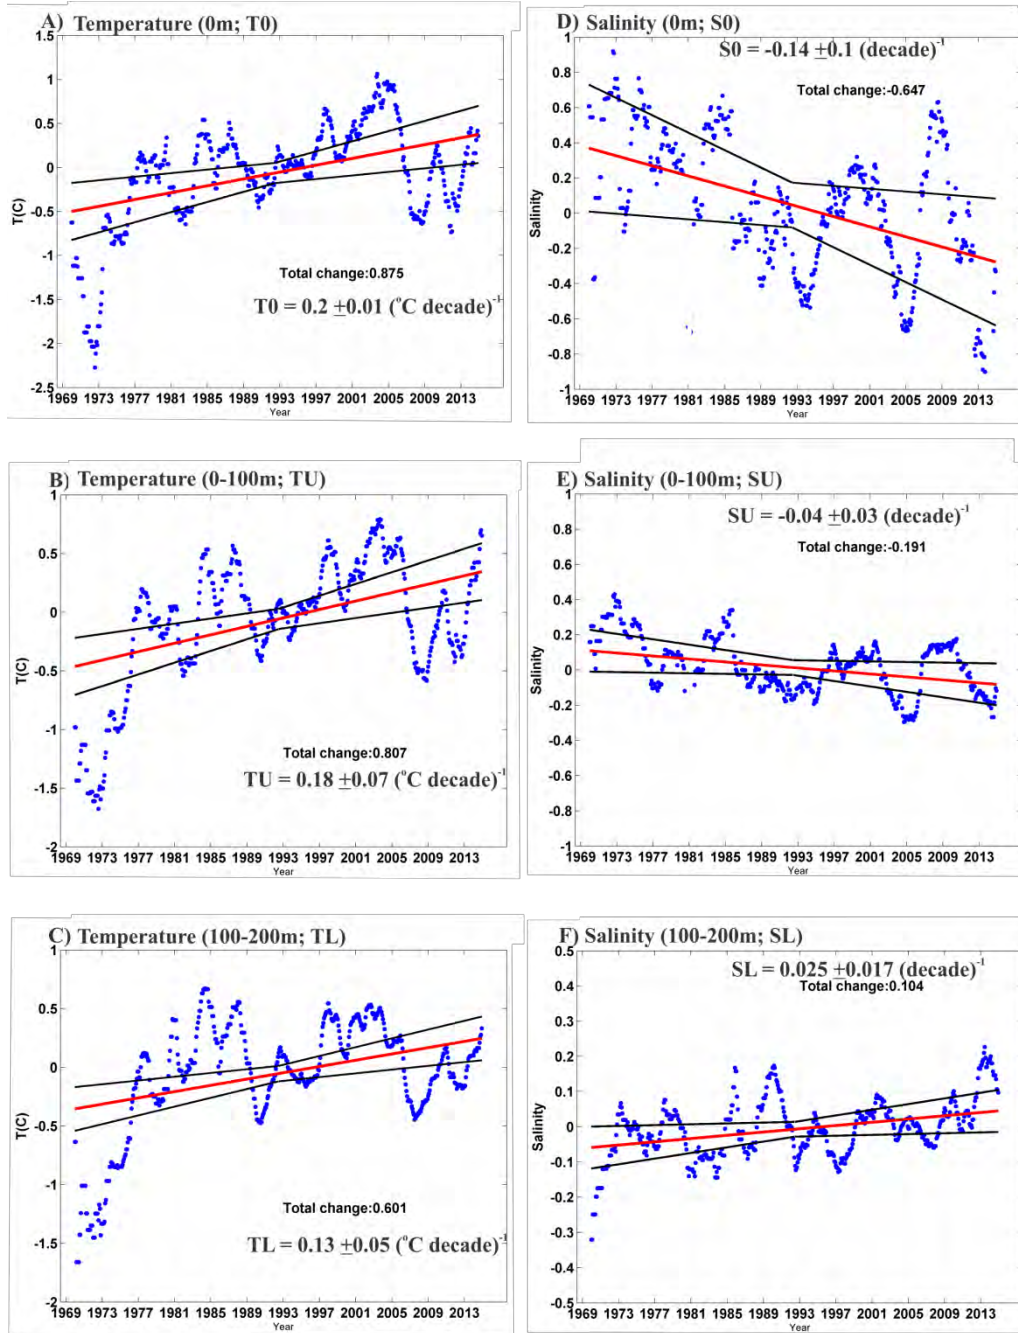 A) Temperature (0m; T0)
1.5
1
0.5
0
-0.5
-1
-1.5
-2
-2.5
T(C)
Total change:0.875
T0 = 0.2 ±0.01 (°C decade)⁻¹
1969 1973 1977 1981 1985 1989 1993 1997 2001 2005 2009 2013
Year
D) Salinity (0m; S0)
S0 = -0.14 ±0.1 (decade)⁻¹
Total change:-0.647
1
0.8
0.6
0.4
0.2
0
-0.2
-0.4
-0.6
-0.8
-1
Salinity
1969 1973 1977 1981 1985 1989 1993 1997 2001 2005 2009 2013
Year
B) Temperature (0-100m; TU)
1
0.5
0
-0.5
-1
-1.5
-2
T(C)
Total change:0.807
TU = 0.18 ±0.07 (°C decade)⁻¹
1969 1973 1977 1981 1985 1989 1993 1997 2001 2005 2009 2013
Year
E) Salinity (0-100m; SU)
SU = -0.04 ±0.03 (decade)⁻¹
Total change:-0.191
1
0.8
0.6
0.4
0.2
0
-0.2
-0.4
-0.6
-0.8
-1
Salinity
1969 1973 1977 1981 1985 1989 1993 1997 2001 2005 2009 2013
Year
C) Temperature (100-200m; TL)
1
0.5
0
-0.5
-1
-1.5
-2
T(C)
Total change:0.601
TL = 0.13 ±0.05 (°C decade)⁻¹
1969 1973 1977 1981 1985 1989 1993 1997 2001 2005 2009 2013
Year
F) Salinity (100-200m; SL)
SL = 0.025 ±0.017 (decade)⁻¹
Total change:0.104
0.5
0.4
0.3
0.2
0.1
0
-0.1
-0.2
-0.3
-0.4
-0.5
Salinity
1969 1973 1977 1981 1985 1989 1993 1997 2001 2005 2009 2013
Year